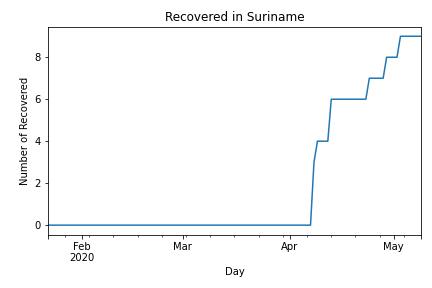 Recovered in Suriname
Number of Recovered
8
6
4
2
0
Feb
2020
Mar
Apr
May
Day